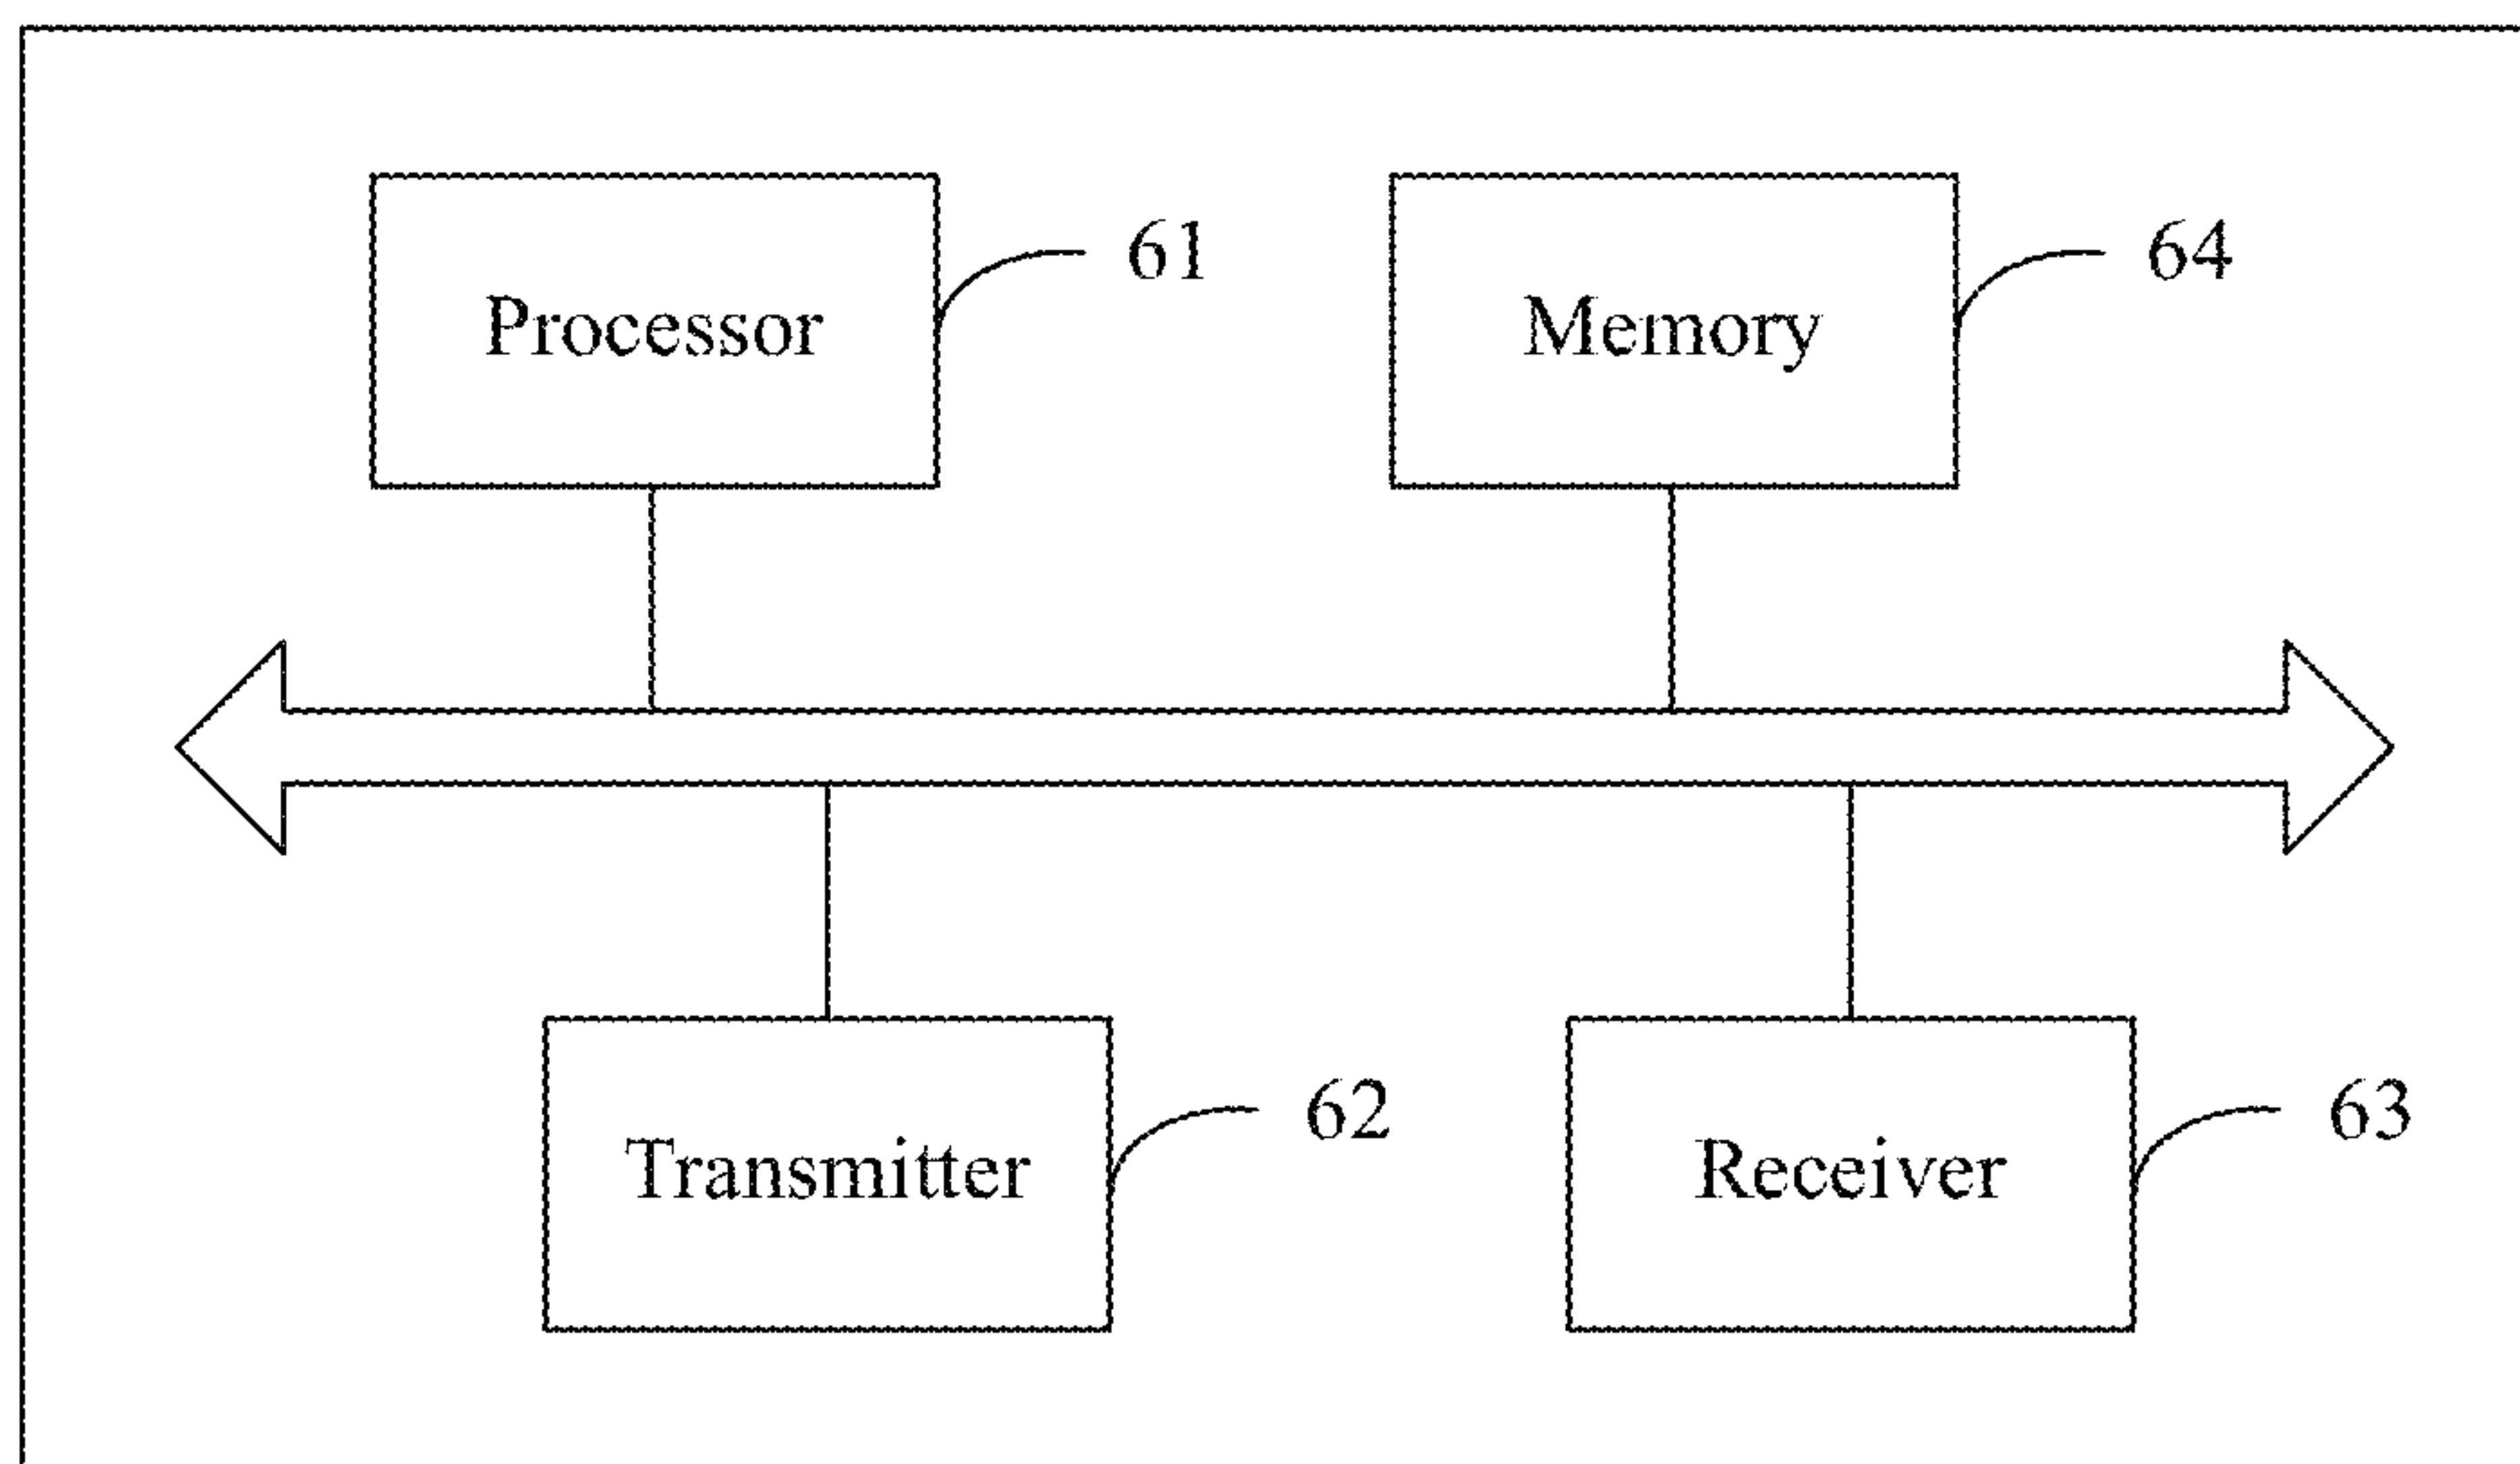 61
Processor
64
Memory
62
Transmitter
63
Receiver